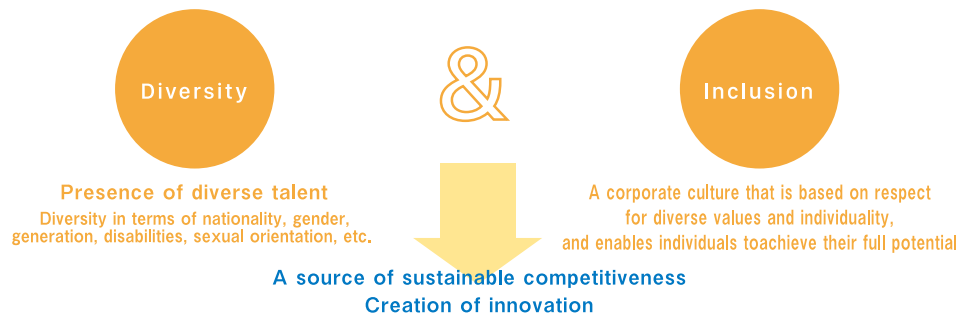 Diversity
&
Inclusion
Presence of diverse talent
Diversity in terms of nationality, gender,
generation, disabilities, sexual orientation, etc.
A corporate culture that is based on respect
for diverse values and individuality,
and enables individuals toachieve their full potential
A source of sustainable competitiveness
Creation of innovation